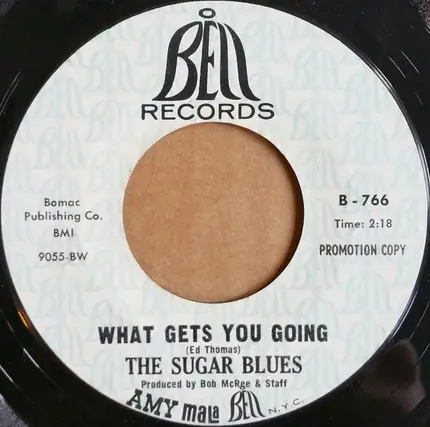 BELL
RECORDS
Bomac
Publishing Co.
BMI
9055-BW
B - 766
Time: 2:18
PROMOTION COPY
WHAT GETS YOU GOING
(Ed Thomas)
THE SUGAR BLUES
Produced by Bob McRee & Staff
AMY mala BELL N.Y.C.